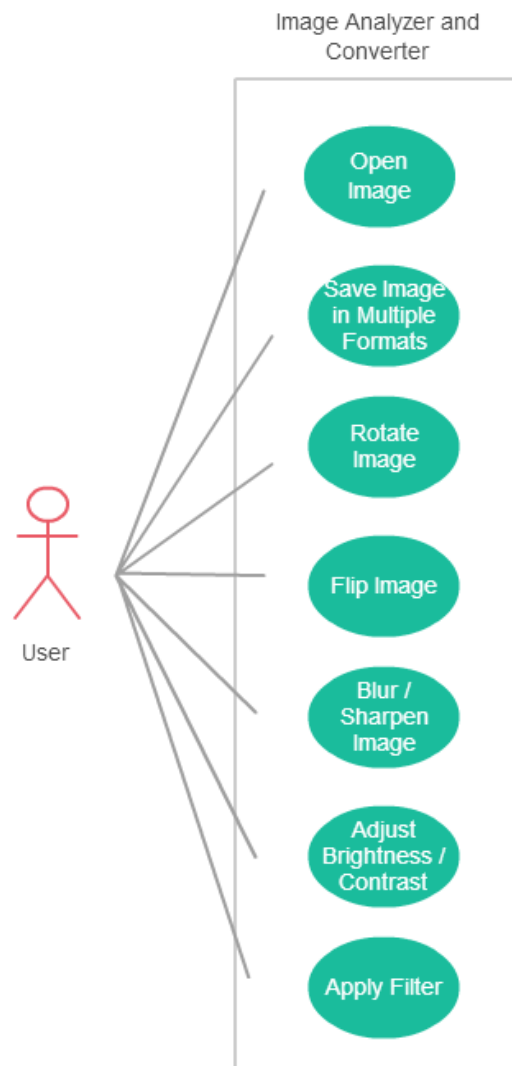 Image Analyzer and
Converter
Open
Image
Save Image
in Multiple
Formats
Rotate
Image
Flip Image
User
Blur /
Sharpen
Image
Adjust
Brightness /
Contrast
Apply Filter